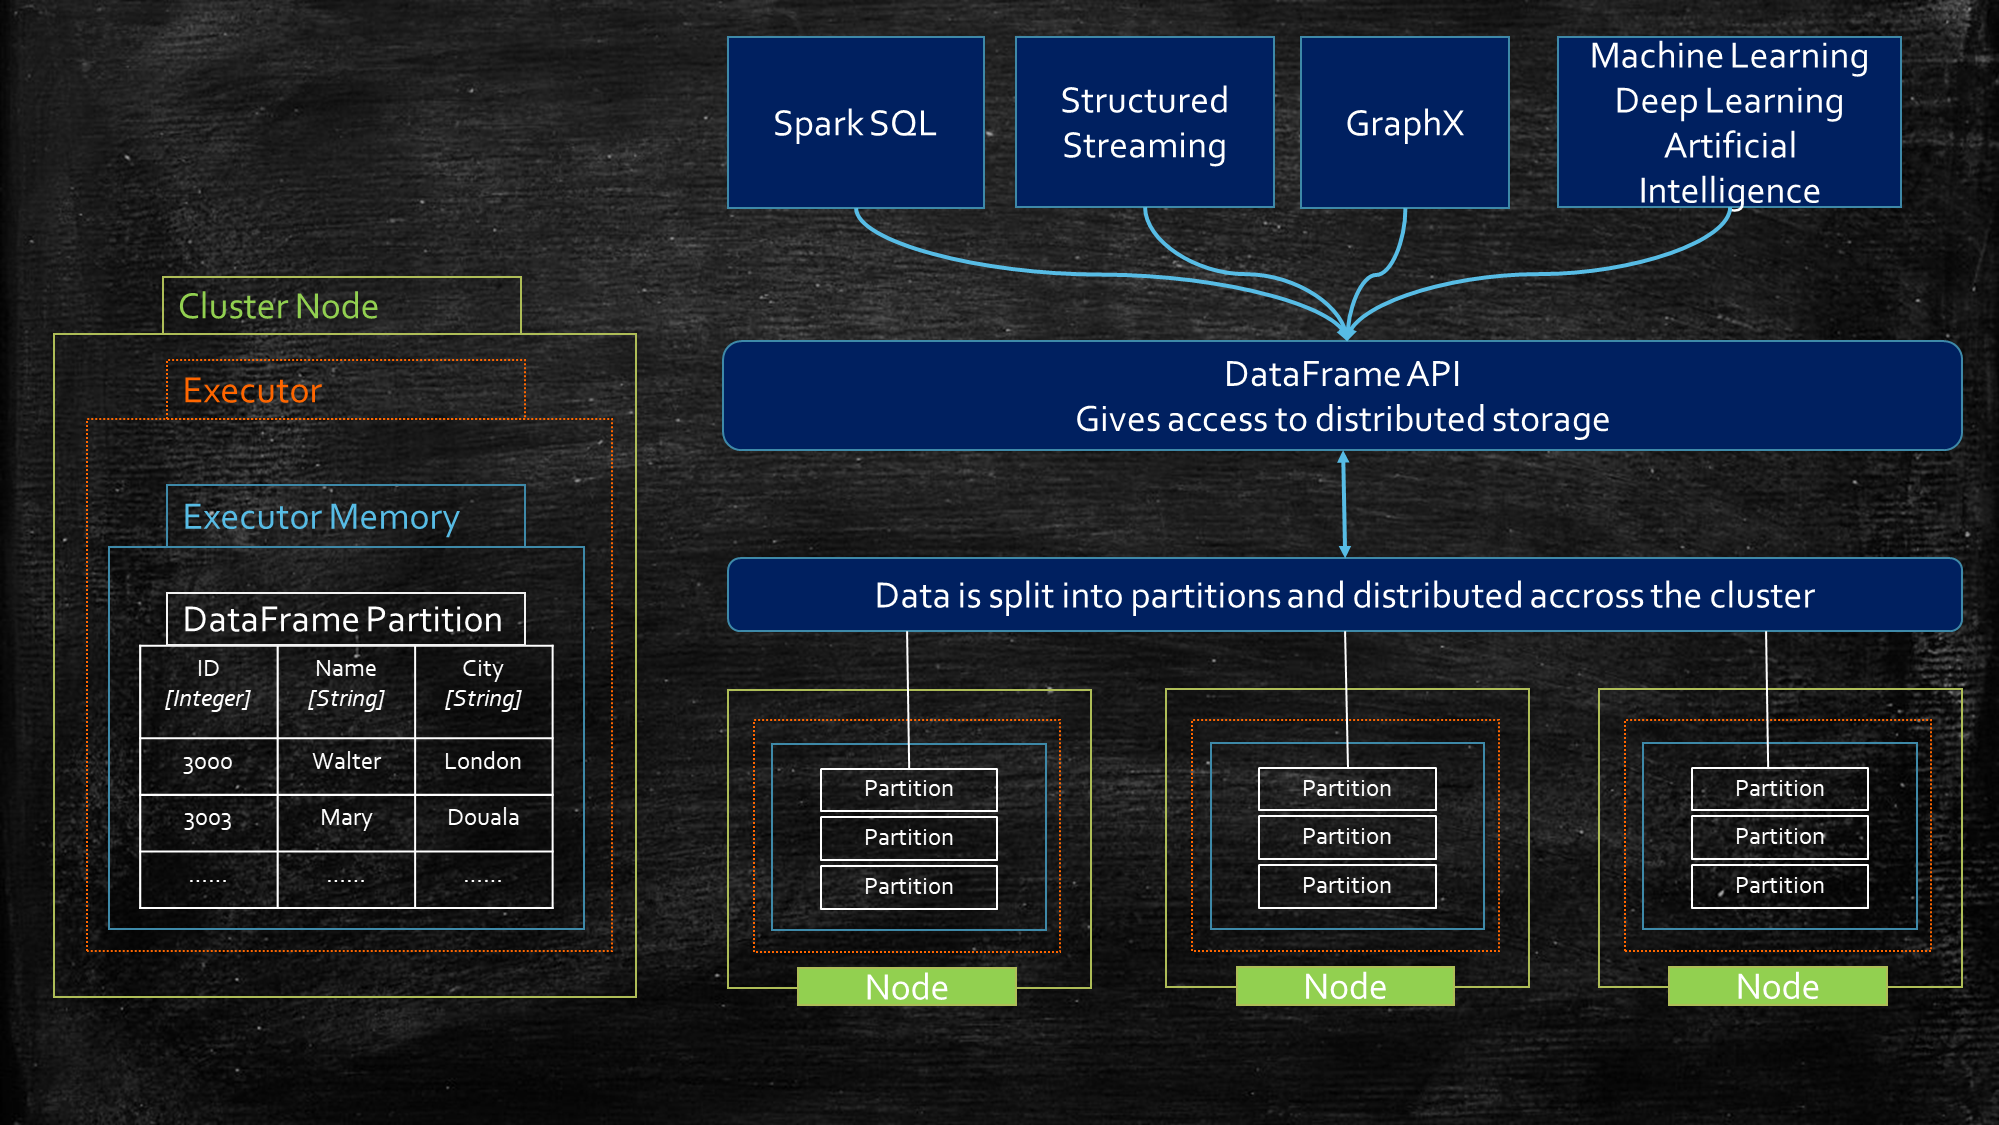 Spark SQL
Structured
Streaming
GraphX
Machine Learning
Deep Learning
Artificial
Intelligence
DataFrame API
Gives access to distributed storage
Data is split into partitions and distributed accross the cluster
Cluster Node
Executor
Executor Memory
DataFrame Partition
ID Name City
[Integer] [String] [String]
3000 Walter London
3003 Mary Douala
...... ...... ......
Partition
Partition
Partition
Node
Partition
Partition
Partition
Node
Partition
Partition
Partition
Node